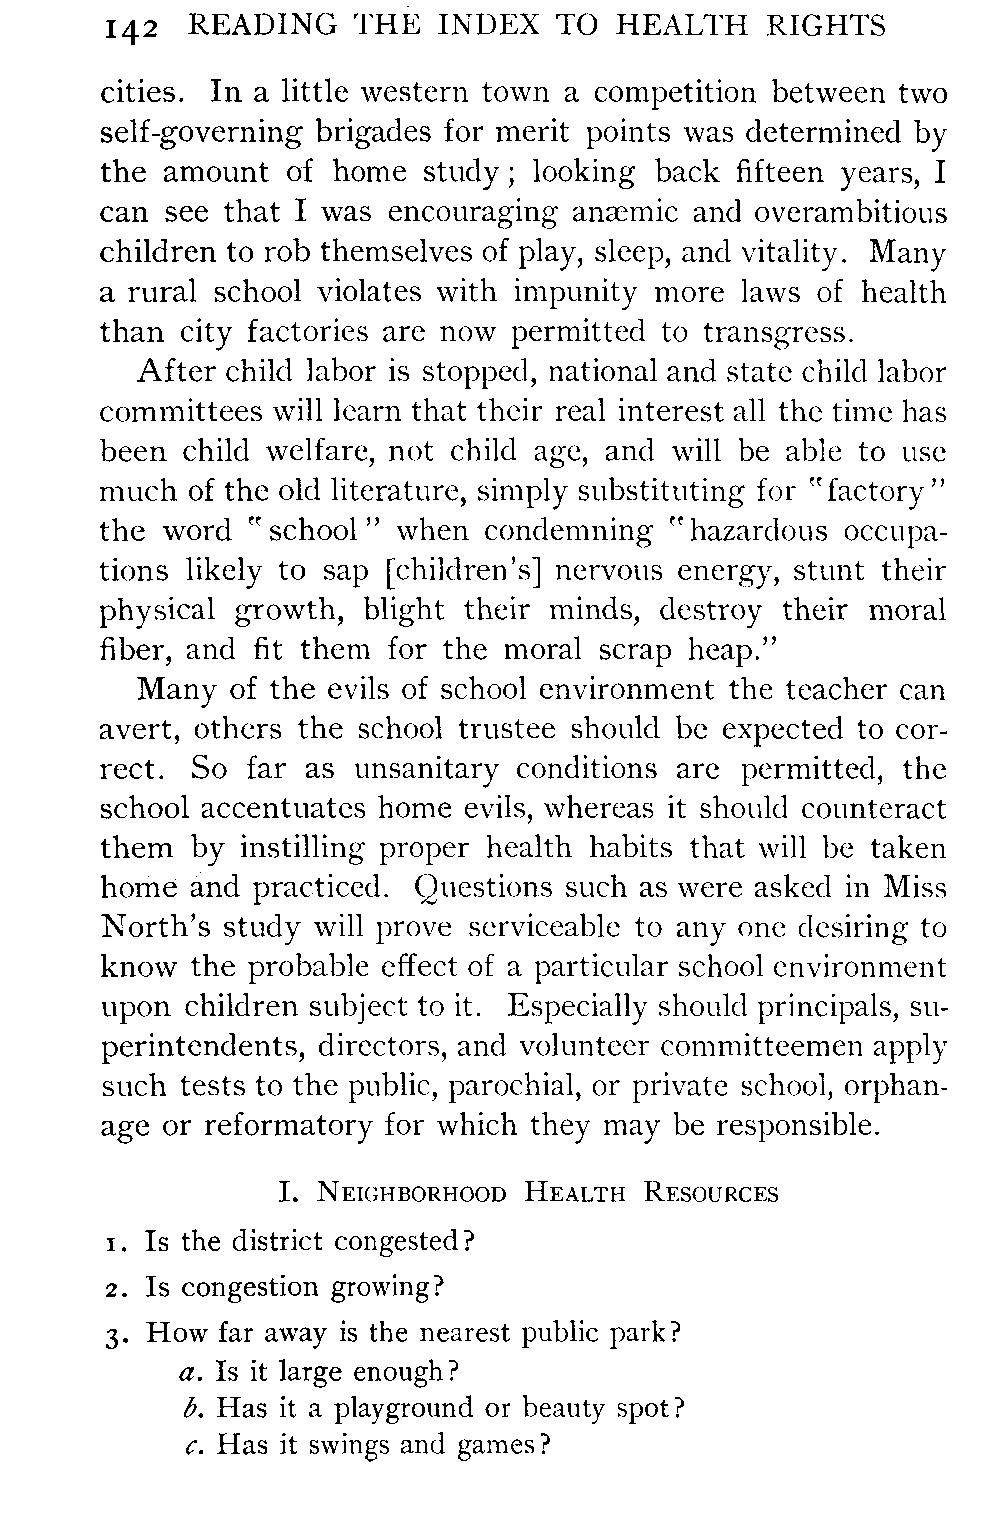 142 READING THE INDEX TO HEALTH RIGHTS
cities. In a little western town a competition between two
self-governing brigades for merit points was determined by
the amount of home study; looking back fifteen years, I
can see that I was encouraging anæmic and overambitious
children to rob themselves of play, sleep, and vitality. Many
a rural school violates with impunity more laws of health
than city factories are now permitted to transgress.
After child labor is stopped, national and state child labor
committees will learn that their real interest all the time has
been child welfare, not child age, and will be able to use
much of the old literature, simply substituting for "factory"
the word "school" when condemning "hazardous occupa-
tions likely to sap [children's] nervous energy, stunt their
physical growth, blight their minds, destroy their moral
fiber, and fit them for the moral scrap heap."
Many of the evils of school environment the teacher can
avert, others the school trustee should be expected to cor-
rect. So far as unsanitary conditions are permitted, the
school accentuates home evils, whereas it should counteract
them by instilling proper health habits that will be taken
home and practiced. Questions such as were asked in Miss
North's study will prove serviceable to any one desiring to
know the probable effect of a particular school environment
upon children subject to it. Especially should principals, su-
perintendents, directors, and volunteer committeemen apply
such tests to the public, parochial, or private school, orphan-
age or reformatory for which they may be responsible.
I. NEIGHBORHOOD HEALTH RESOURCES
1. Is the district congested?
2. Is congestion growing?
3. How far away is the nearest public park?
a. Is it large enough?
b. Has it a playground or beauty spot?
c. Has it swings and games?